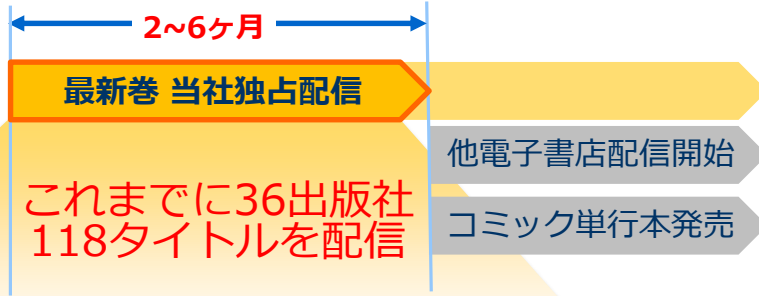 2~6ヶ月
最新巻 当社独占配信
他電子書店配信開始
これまでに36出版社
118タイトルを配信
コミック単行本発売